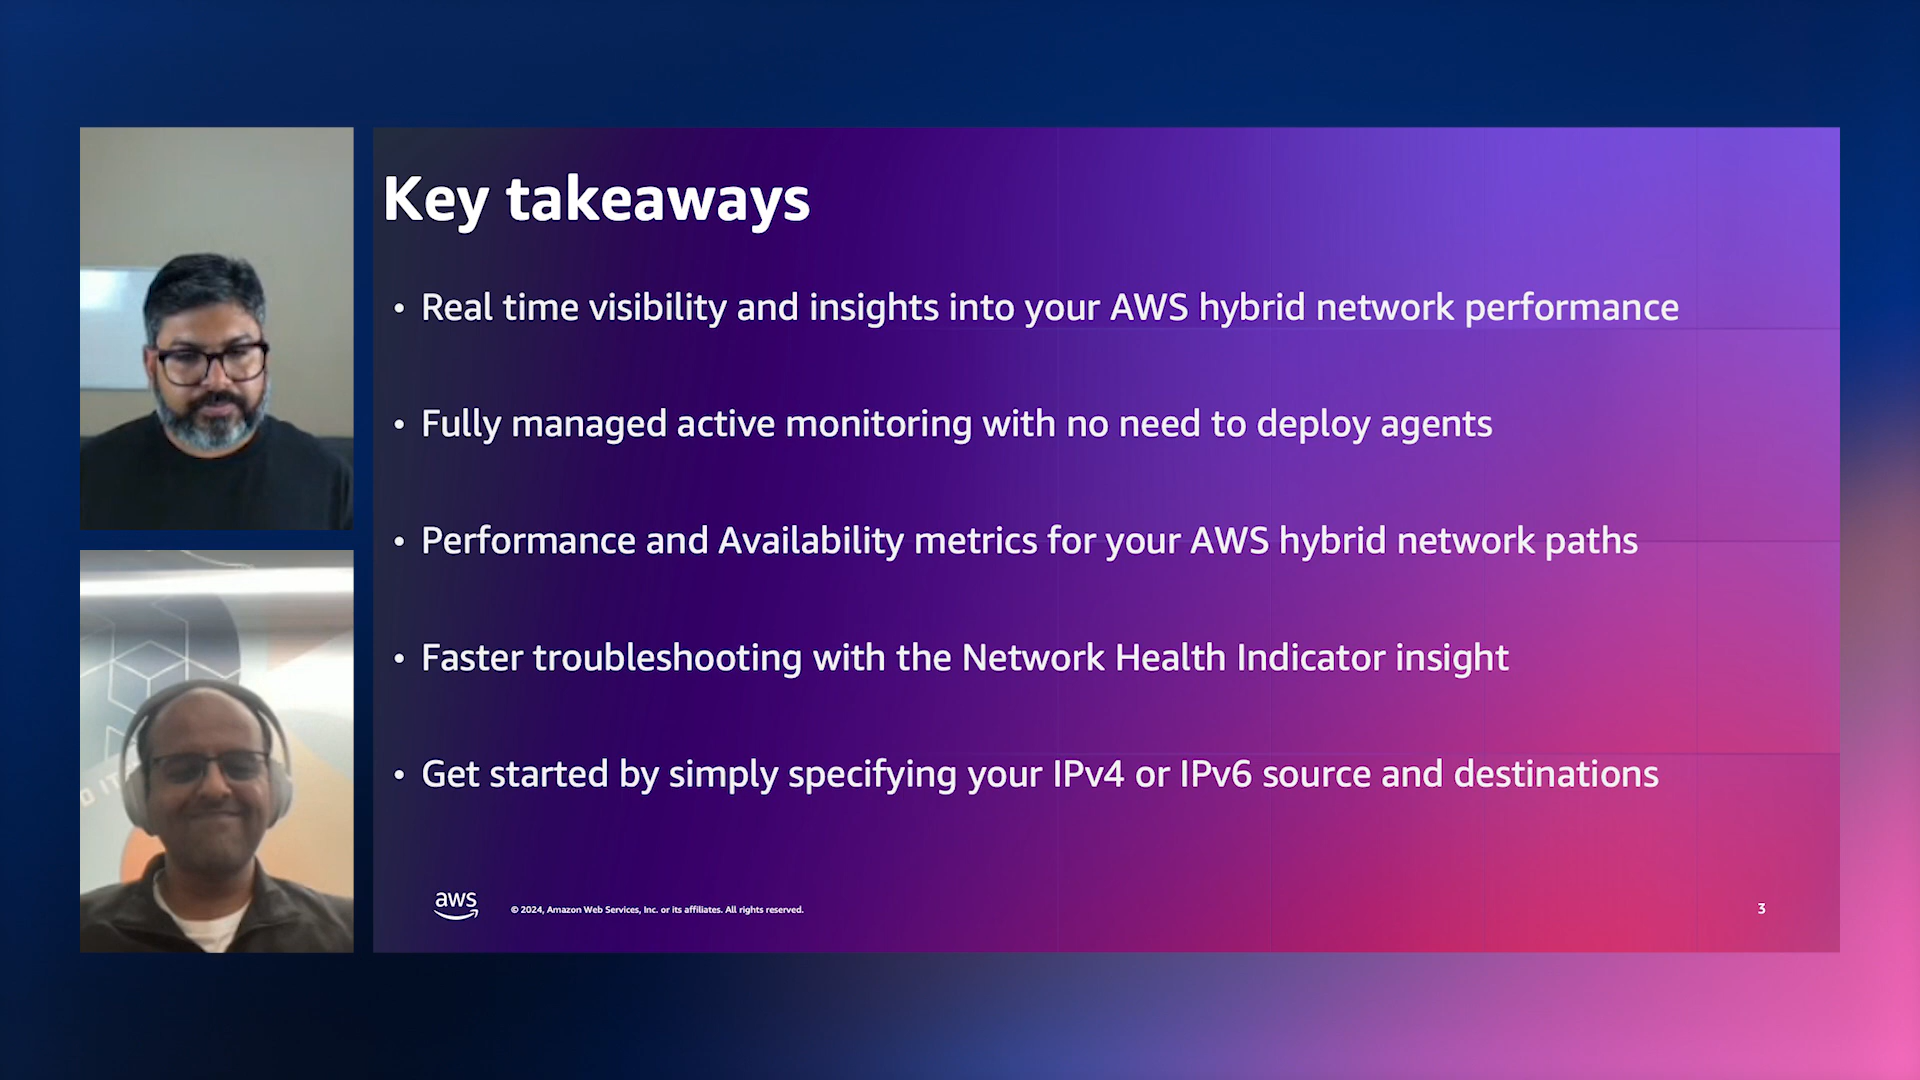 Key takeaways
• Real time visibility and insights into your AWS hybrid network performance
• Fully managed active monitoring with no need to deploy agents
• Performance and Availability metrics for your AWS hybrid network paths
• Faster troubleshooting with the Network Health Indicator insight
• Get started by simply specifying your IPv4 or IPv6 source and destinations
aws
© 2024, Amazon Web Services, Inc. or its affiliates. All rights reserved.
3